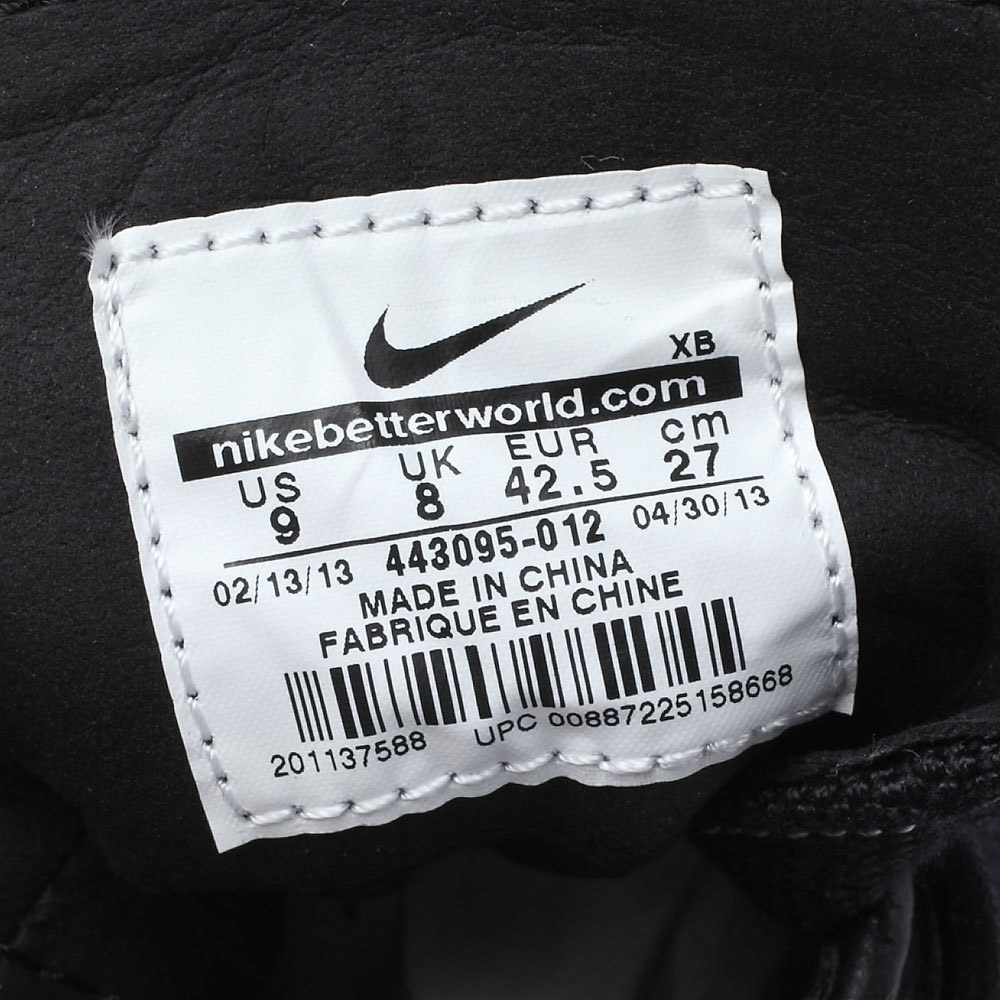 XB
nikebetterworld.com
US UK EUR cm
9 8 42.5 27
02/13/13 443095-012 04/30/13
MADE IN CHINA
FABRIQUE EN CHINE
201137588 UPC 00887225158668